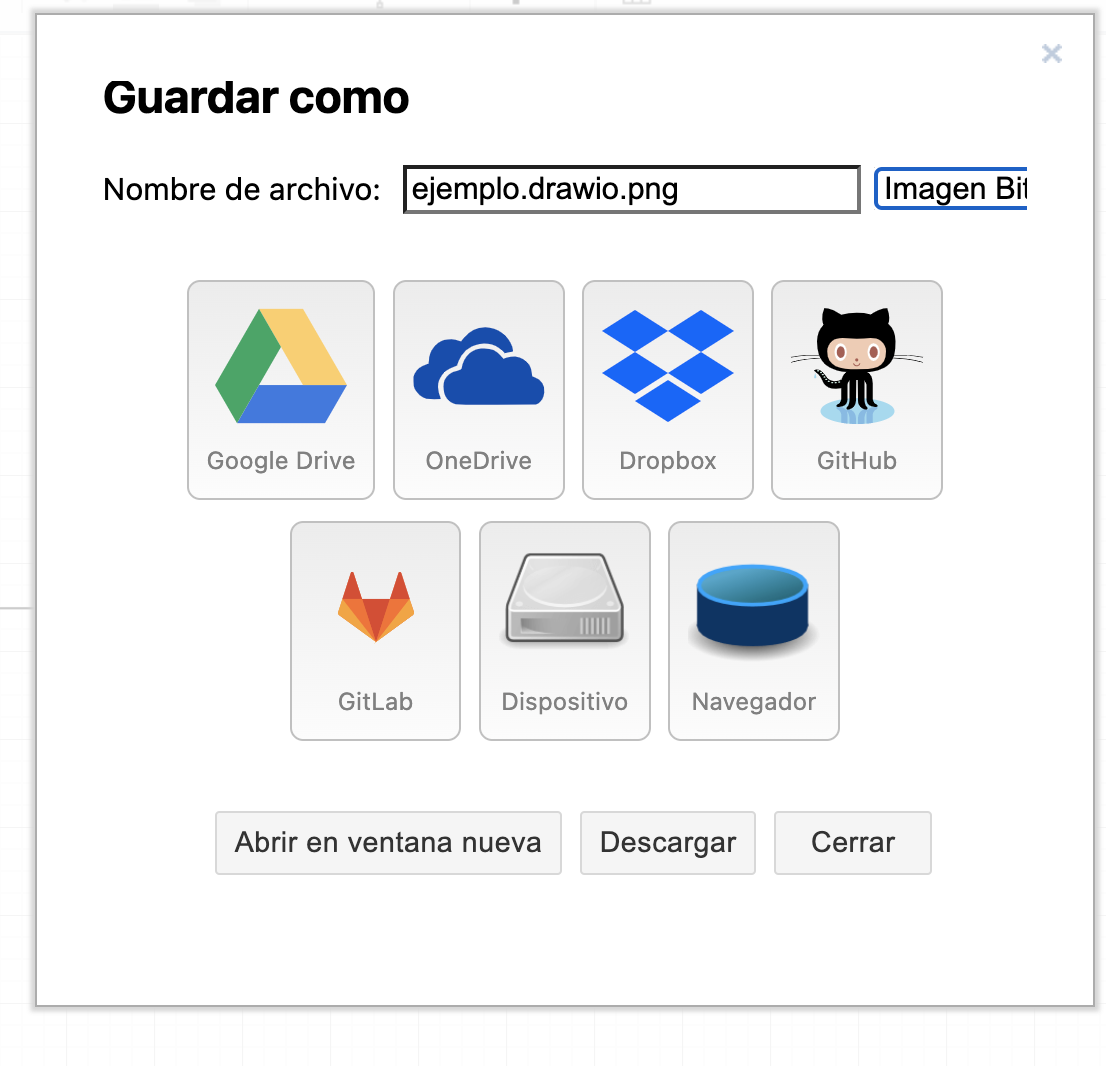 Guardar como
Nombre de archivo: ejemplo.drawio.png Imagen Bit
Google Drive OneDrive Dropbox GitHub
GitLab Dispositivo Navegador
Abrir en ventana nueva Descargar Cerrar